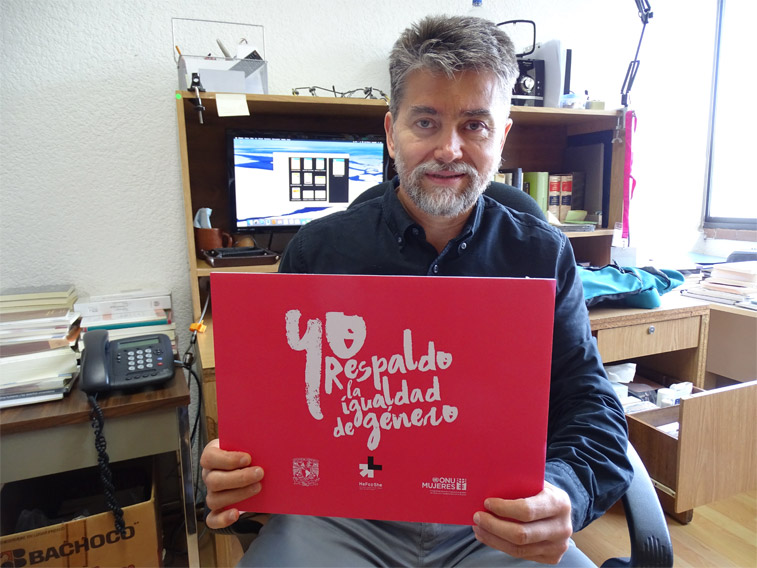 Yo
Respaldo
la
igualdad
de género
HeForShe
ONU
MUJERES
BACHOCO